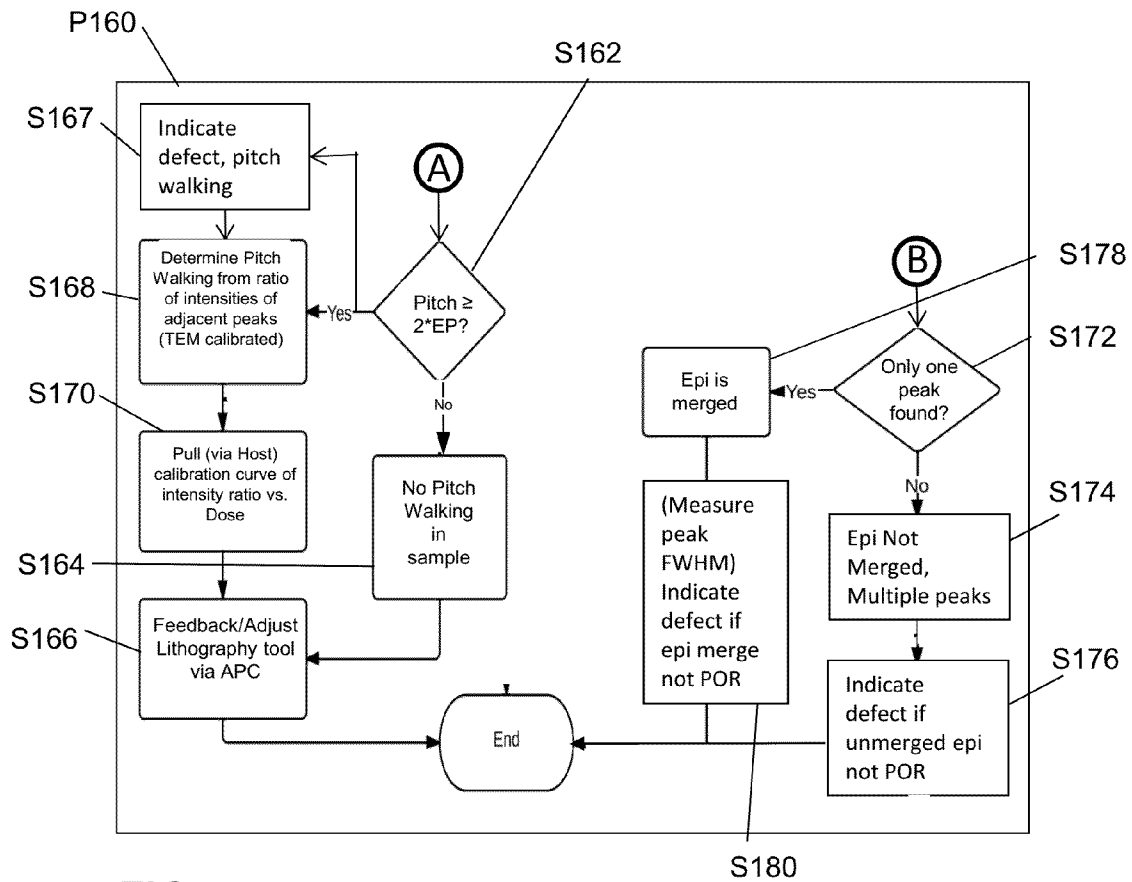 P160
S162
S167
Indicate
defect, pitch
walking
A
S168
Determine Pitch
Walking from ratio
of intensities of
adjacent peaks
(TEM calibrated)
Yes
Pitch ≥
2*EP?
No
B
S178
S172
Epi is
merged
Yes
Only one
peak
found?
No
S170
Pull (via Host)
calibration curve of
intensity ratio vs.
Dose
S164
No Pitch
Walking
in
sample
(Measure
peak
FWHM)
Indicate
defect if
epi merge
not POR
S174
Epi Not
Merged,
Multiple peaks
S166
Feedback/Adjust
Lithography tool
via APC
End
S176
Indicate
defect if
unmerged epi
not POR
S180